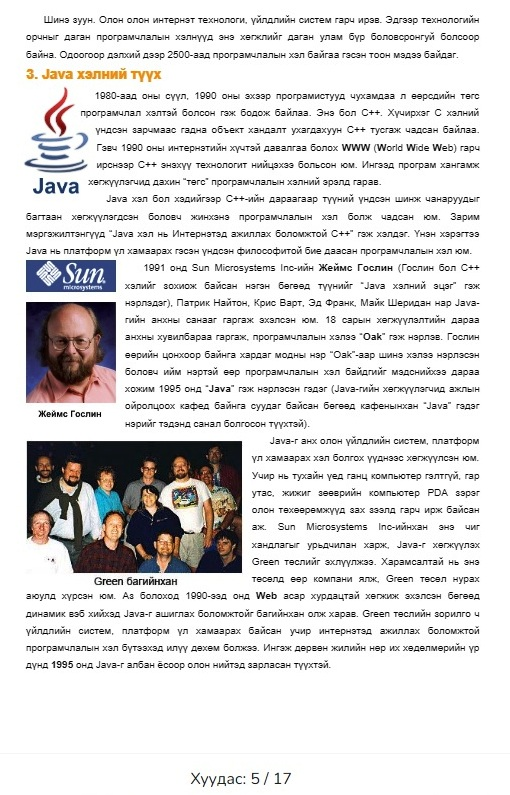 Шинэ зуун. Олон олон интернэт технологи, үйлдлийн систем гарч ирэв. Эдгээр технологийн
орчныг даган програмчлалын хэлнүүд энэ хөгжлийг даган улам бүр боловсронгуй болсоор
байна. Одоогоор дэлхий дээр 2500-аад програмчлалын хэл байгаа гэсэн тоон мэдээ байдаг.
3. Java хэлний түүх
1980-аад оны сүүл, 1990 оны эхээр програмистууд чухамдаа л өөрсдийн төгс
програмчлал хэлтэй болсон гэж бодож байлаа. Энэ бол C++. Хүчирхэг С хэлний
үндсэн зарчмаас гадна объект хандалт ухагдахуун C++ тусгаж чадсан байлаа.
Гэвч 1990 оны интернэтийн хүчтэй давалгаа болох WWW (World Wide Web) гарч
ирснээр C++ энэхүү технологит нийцэхээ больсон юм. Ингээд програм хангамж
хөгжүүлэгчид дахин "төгс" програмчлалын хэлний эрэлд гарав.
Java
Java хэл бол хэдийгээр C++-ийн дараагаар түүний үндсэн шинж чанаруудыг
багтаан хөгжүүлэгдсэн боловч жинхэнэ програмчлалын хэл болж чадсан юм. Зарим
мэргэжилтэнгүүд "Java хэл нь Интернэтэд ажиллах боломжтой C++" гэж хэлдэг. Үнэн хэрэгтээ
Java нь платформ үл хамаарах гэсэн үндсэн философитой бие даасан програмчлалын хэл юм.
Sun
microsystems
1991 онд Sun Microsystems Inc-ийн Жеймс Гослин (Гослин бол C++
хэлийг зохиож байсан нэгэн бөгөөд түүнийг "Java хэлний эцэг" гэж
нэрлэдэг), Патрик Найтон, Крис Варт, Эд Франк, Майк Шеридан нар Java-
гийн анхны санааг гаргаж эхэлсэн юм. 18 сарын хөгжүүлэлтийн дараа
анхны хувилбараа гаргаж, програмчлалын хэлээ "Oak" гэж нэрлэв. Гослин
өөрийн цонхоор байнга хардаг модны нэр "Oak"-аар шинэ хэлээ нэрлэсэн
боловч ийм нэртэй өөр програмчлалын хэл байдгийг мэдснийхээ дараа
хожим 1995 онд "Java" гэж нэрлэсэн гэдэг (Java-гийн хөгжүүлэгчид ажлын
ойролцоох кафед байнга суудаг байсан бөгөөд кафеныхан "Java" гэдэг
нэрийг тэдэнд санал болгосон түүхтэй).
Жеймс Гослин
Java-г анх олон үйлдлийн систем, платформ
үл хамаарах хэл болгох үүднээс хөгжүүлсэн юм.
Учир нь тухайн үед ганц компьютер гэлтгүй, гар
утас, жижиг зөөврийн компьютер PDA зэрэг
олон төхөөрөмжүүд зах зээлд гарч ирж байсан
аж. Sun Microsystems Inc-ийнхан энэ чиг
хандлагыг урьдчилан харж, Java-г хөгжүүлэх
Green төслийг эхлүүлжээ. Харамсалтай нь энэ
төсөлд өөр компани ялж, Green төсөл нурах
Green багийнхан
аюулд хүрсэн юм. Аз болоход 1990-ээд онд Web асар хурдацтай хөгжиж эхэлсэн бөгөөд
динамик вэб хийхэд Java-г ашиглах боломжтойг багийнхан олж харав. Green төслийн зорилго ч
үйлдлийн систем, платформ үл хамаарах байсан учир интернэтэд ажиллах боломжтой
програмчлалын хэл бүтээхэд илүү дөхөм болжээ. Ингэж дөрвөн жилийн нөр их хөдөлмөрийн үр
дүнд 1995 онд Java-г албан ёсоор олон нийтэд зарласан түүхтэй.
Хуудас: 5 / 17